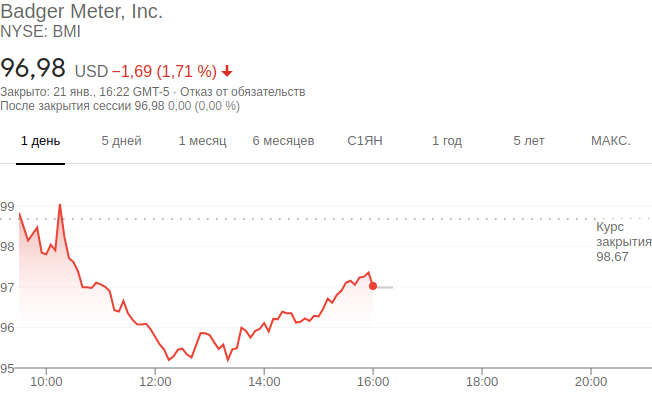 Badger Meter, Inc.
NYSE: BMI
96,98 USD −1,69 (1,71 %)
Закрыто: 21 янв., 16:22 GMT-5 · Отказ от обязательств
После закрытия сессии 96,98 0,00 (0,00 %)
1 день 5 дней 1 месяц 6 месяцев С1ЯН 1 год 5 лет МАКС.
99
Курс
98
закрытия
98,67
97
96
95
10:00 12:00 14:00 16:00 18:00 20:00